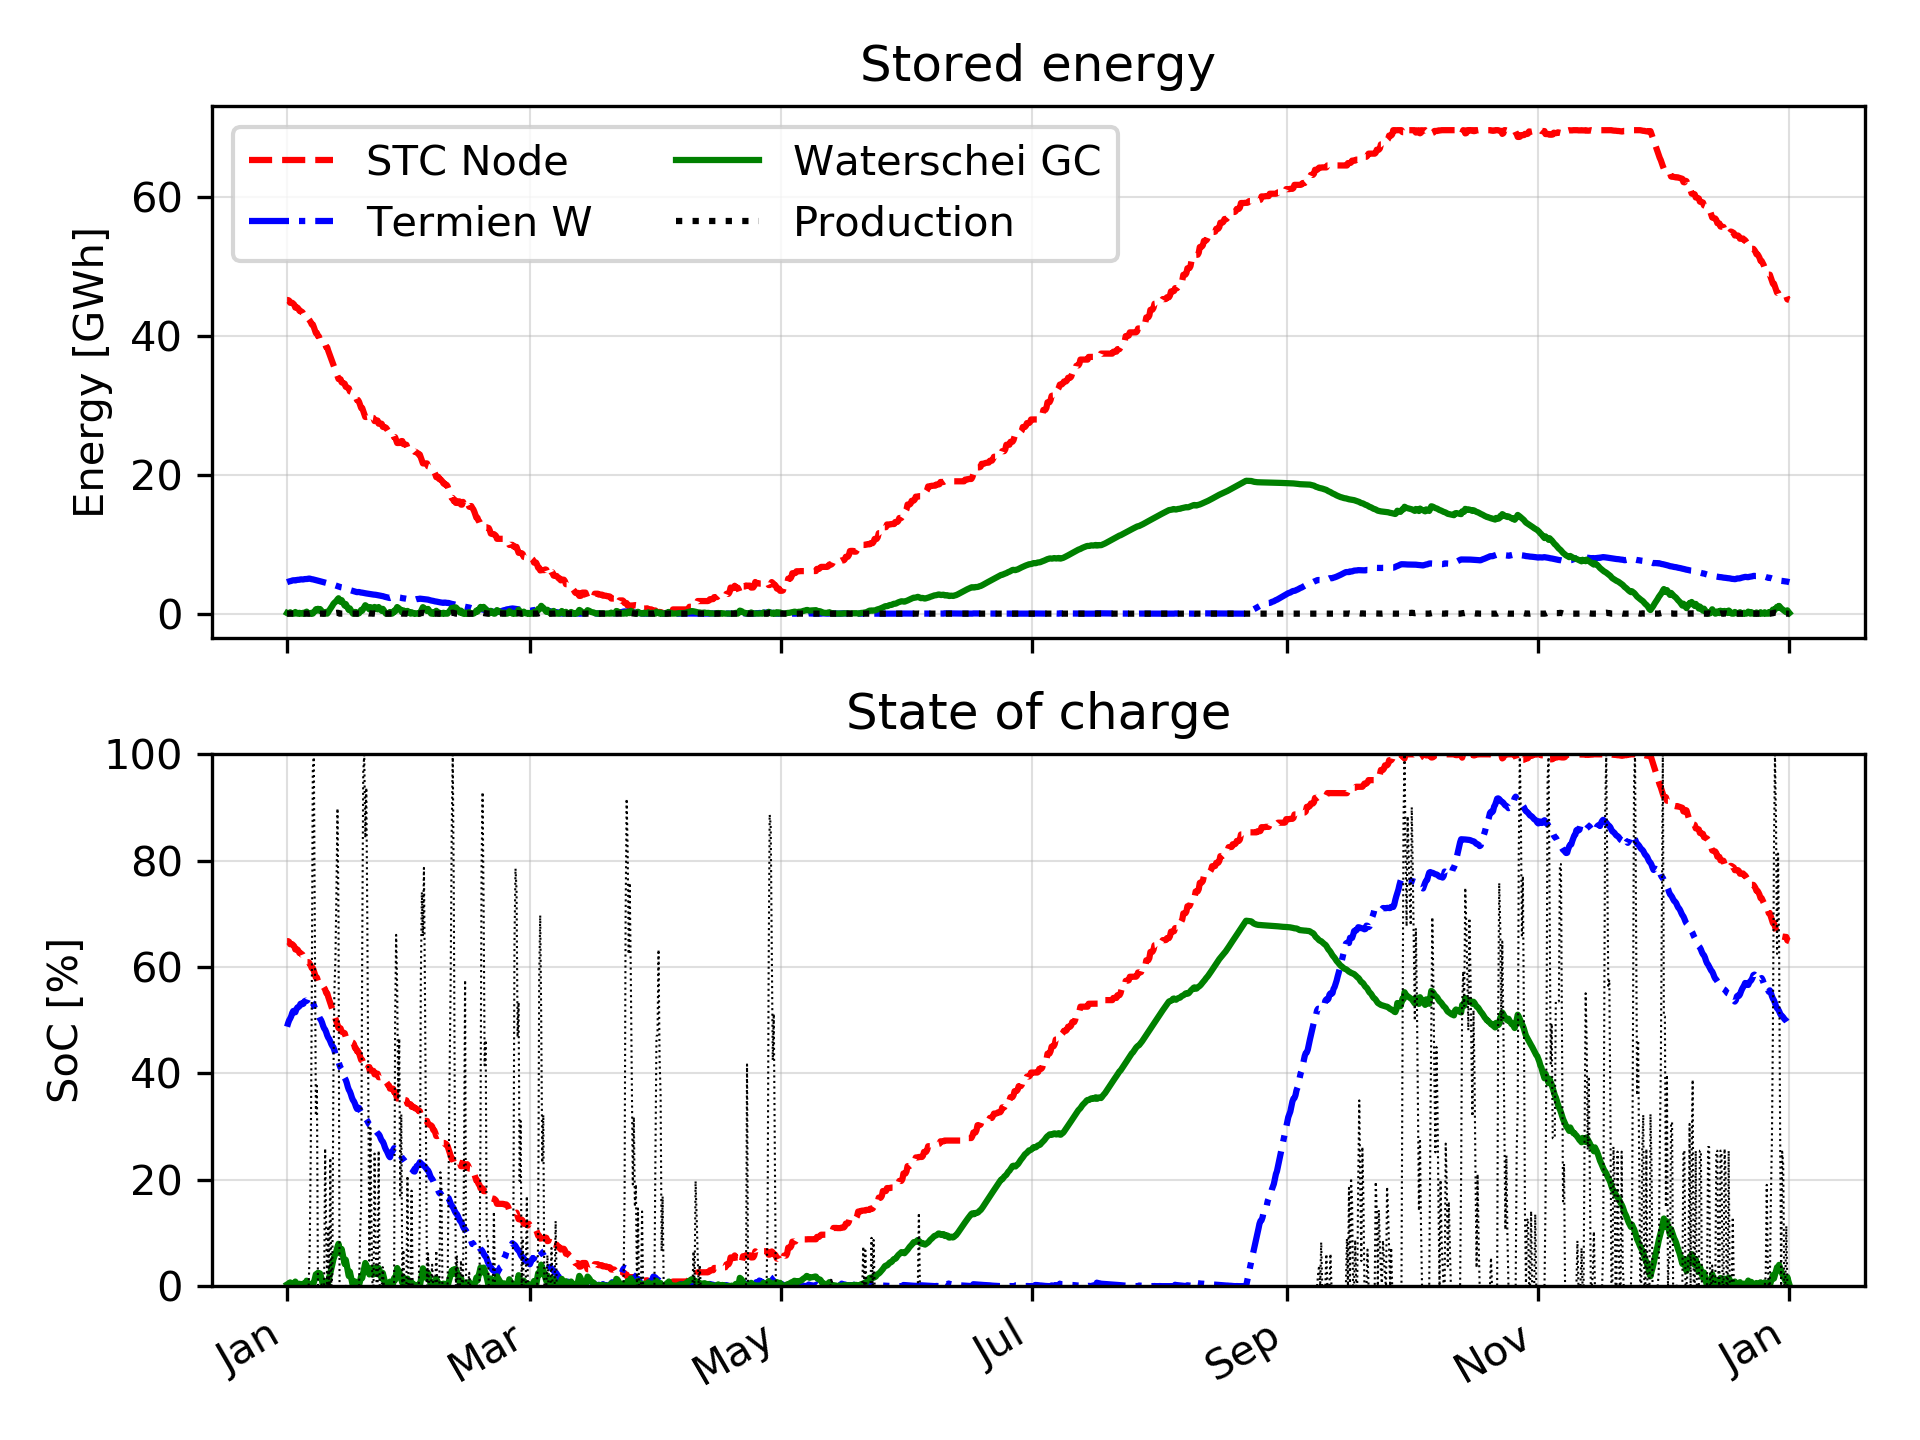 Stored energy
STC Node
Termien W
Waterschei GC
Production
Energy [GWh]
60
40
20
0
State of charge
SoC [%]
100
80
60
40
20
0
Jan
Mar
May
Jul
Sep
Nov
Jan